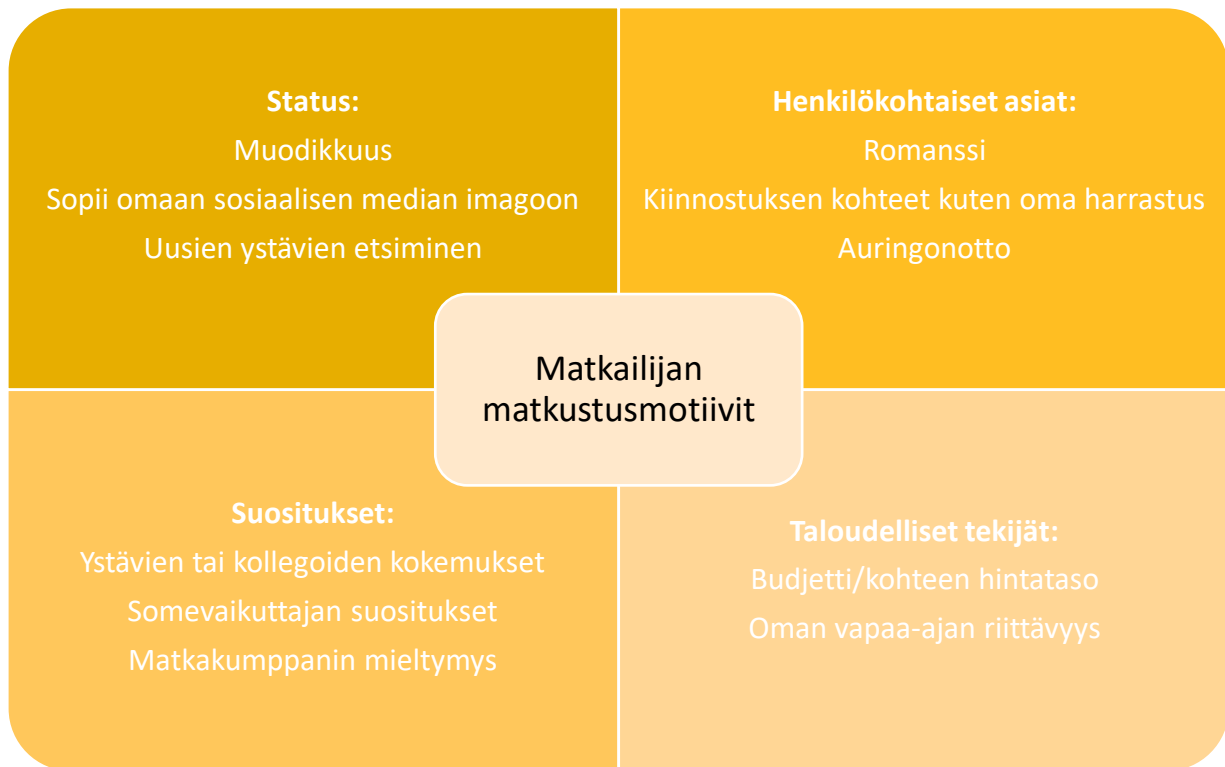 Status:
Muodikkuus
Sopii omaan sosiaalisen median imagoon
Uusien ystävien etsiminen
Henkilökohtaiset asiat:
Romanssi
Kiinnostuksen kohteet kuten oma harrastus
Auringonotto
Matkailijan
matkustusmotiivit
Suositukset:
Ystävien tai kollegoiden kokemukset
Somevaikuttajan suositukset
Matkakumppanin mieltymys
Taloudelliset tekijät:
Budjetti/kohteen hintataso
Oman vapaa-ajan riittävyys